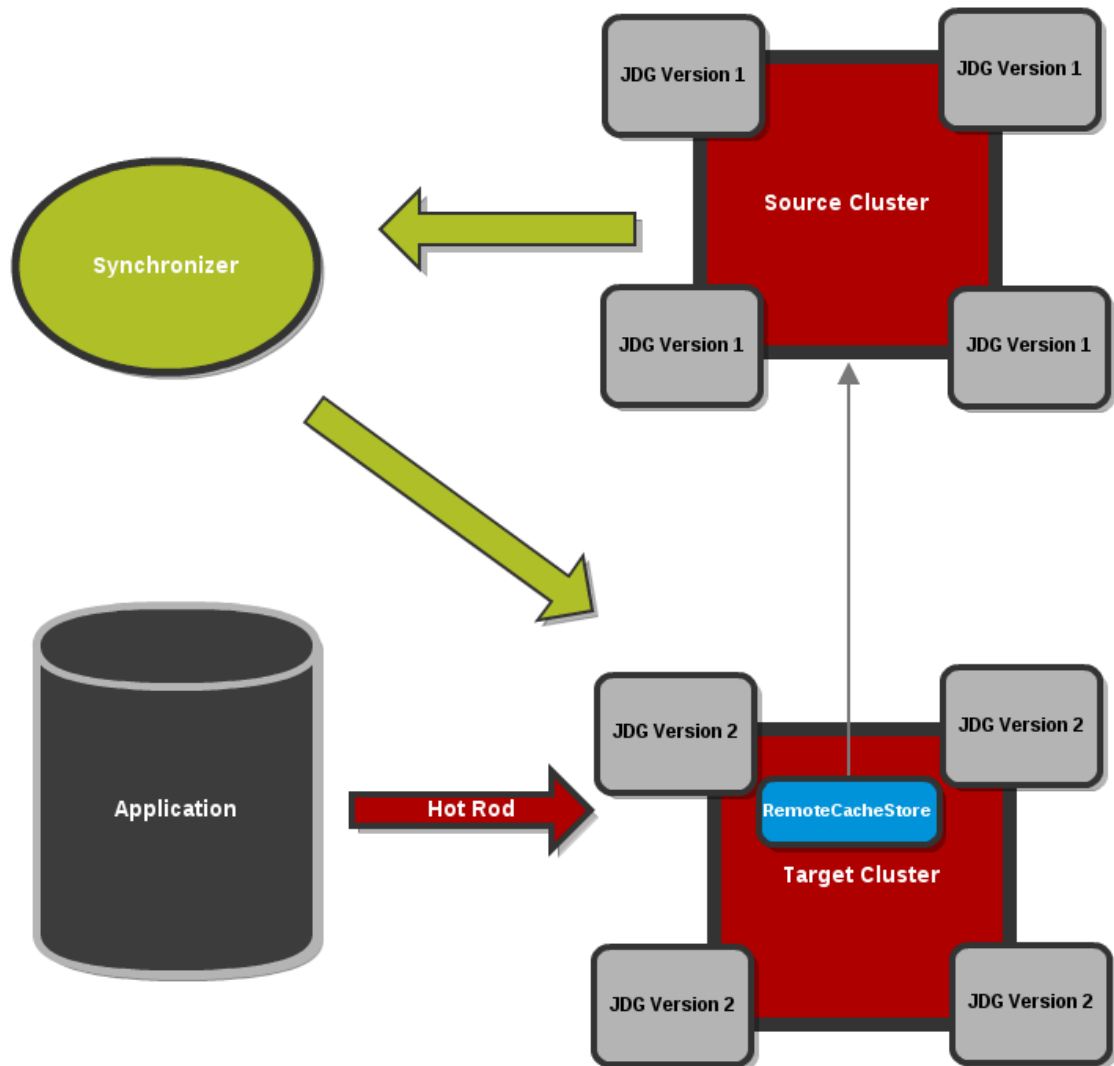 JDG Version 1
JDG Version 1
Source Cluster
Synchronizer
JDG Version 1
JDG Version 1
JDG Version 2
JDG Version 2
Application
Hot Rod
RemoteCacheStore
Target Cluster
JDG Version 2
JDG Version 2